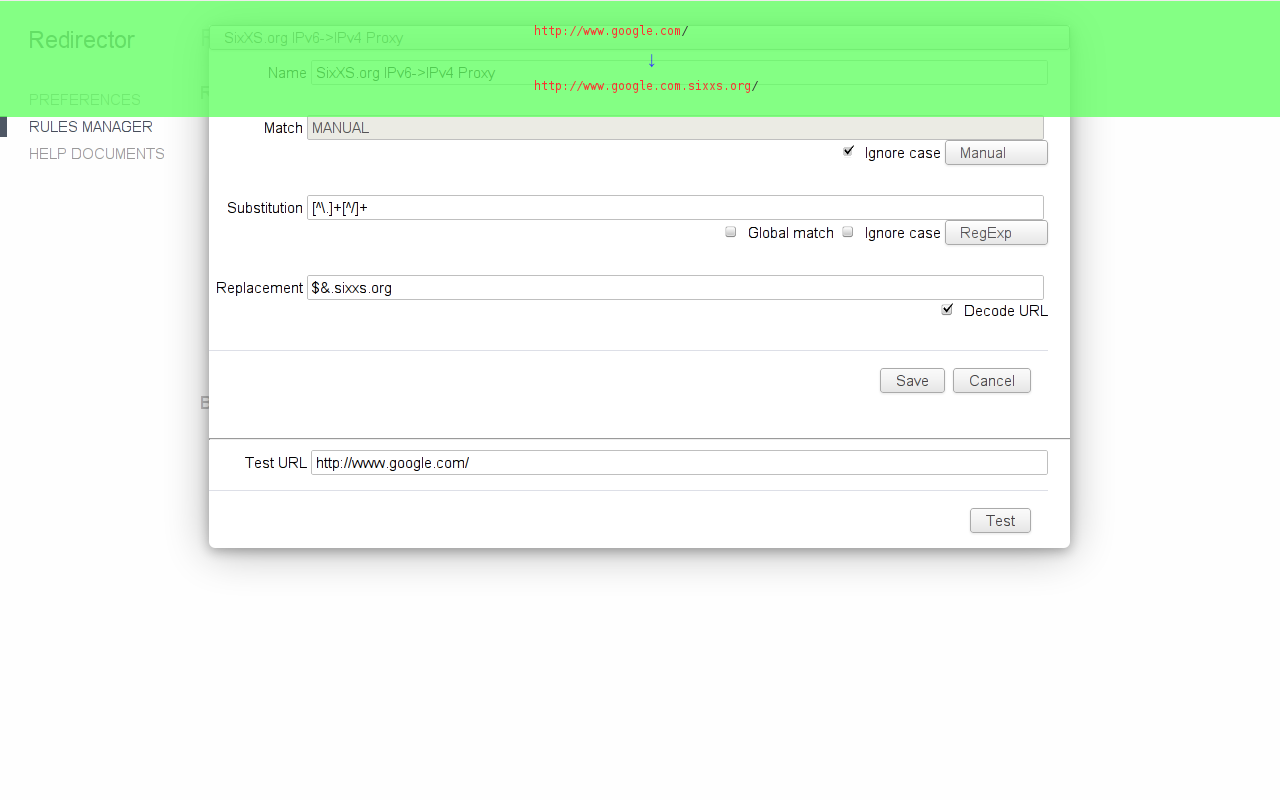 http://www.google.com/
Redirector
SixXS.org IPv6->IPv4 Proxy
↓
Name SixXS.org IPv6->IPv4 Proxy
http://www.google.com.sixxs.org/
PREFERENCES
RULES MANAGER
HELP DOCUMENTS
Match MANUAL
Ignore case Manual
Substitution [^\.]+[^/]+
Global match Ignore case RegExp
Replacement $&.sixxs.org
Decode URL
Save Cancel
Test URL http://www.google.com/
Test